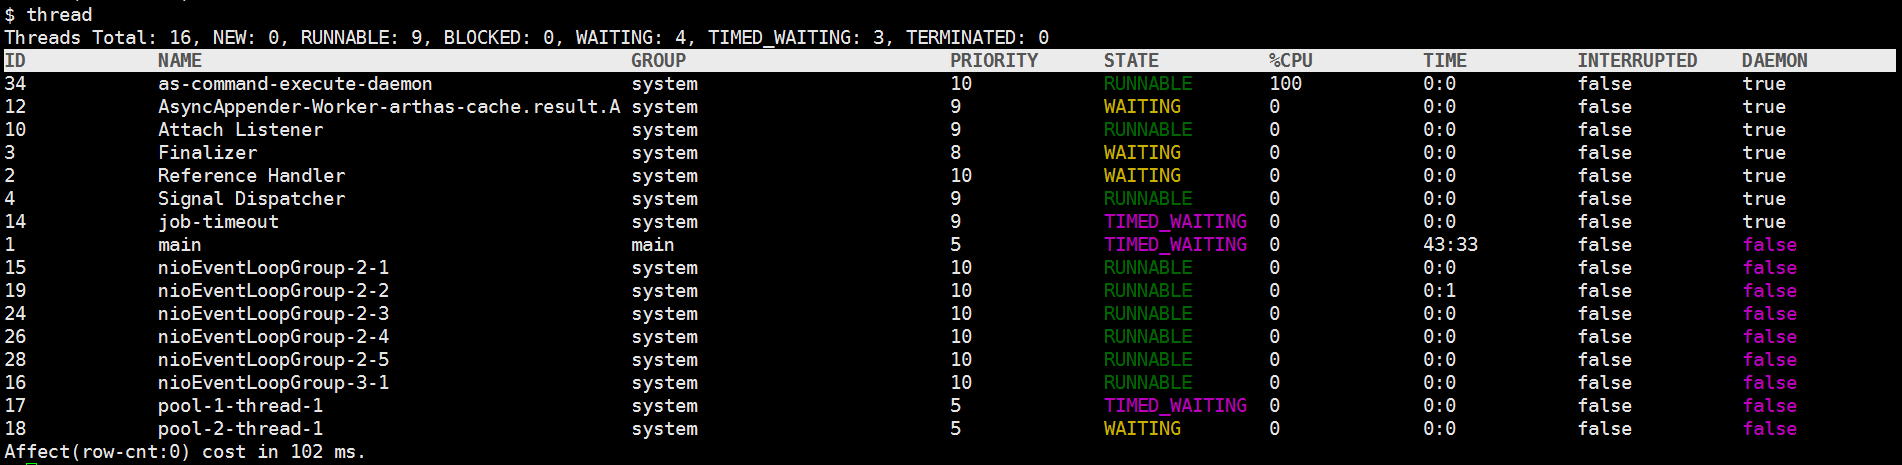 $ thread
Threads Total: 16, NEW: 0, RUNNABLE: 9, BLOCKED: 0, WAITING: 4, TIMED_WAITING: 3, TERMINATED: 0
ID NAME GROUP PRIORITY STATE %CPU TIME INTERRUPTED DAEMON
34 as-command-execute-daemon system 10 RUNNABLE 100 0:0 false true
12 AsyncAppender-Worker-arthas-cache.result.A system 9 WAITING 0 0:0 false true
10 Attach Listener system 9 RUNNABLE 0 0:0 false true
3 Finalizer system 8 WAITING 0 0:0 false true
2 Reference Handler system 10 WAITING 0 0:0 false true
4 Signal Dispatcher system 9 RUNNABLE 0 0:0 false true
14 job-timeout system 9 TIMED_WAITING 0 0:0 false true
1 main main 5 TIMED_WAITING 0 43:33 false false
15 nioEventLoopGroup-2-1 system 10 RUNNABLE 0 0:0 false false
19 nioEventLoopGroup-2-2 system 10 RUNNABLE 0 0:1 false false
24 nioEventLoopGroup-2-3 system 10 RUNNABLE 0 0:0 false false
26 nioEventLoopGroup-2-4 system 10 RUNNABLE 0 0:0 false false
28 nioEventLoopGroup-2-5 system 10 RUNNABLE 0 0:0 false false
16 nioEventLoopGroup-3-1 system 10 RUNNABLE 0 0:0 false false
17 pool-1-thread-1 system 5 TIMED_WAITING 0 0:0 false false
18 pool-2-thread-1 system 5 WAITING 0 0:0 false false
Affect(row-cnt:0) cost in 102 ms.